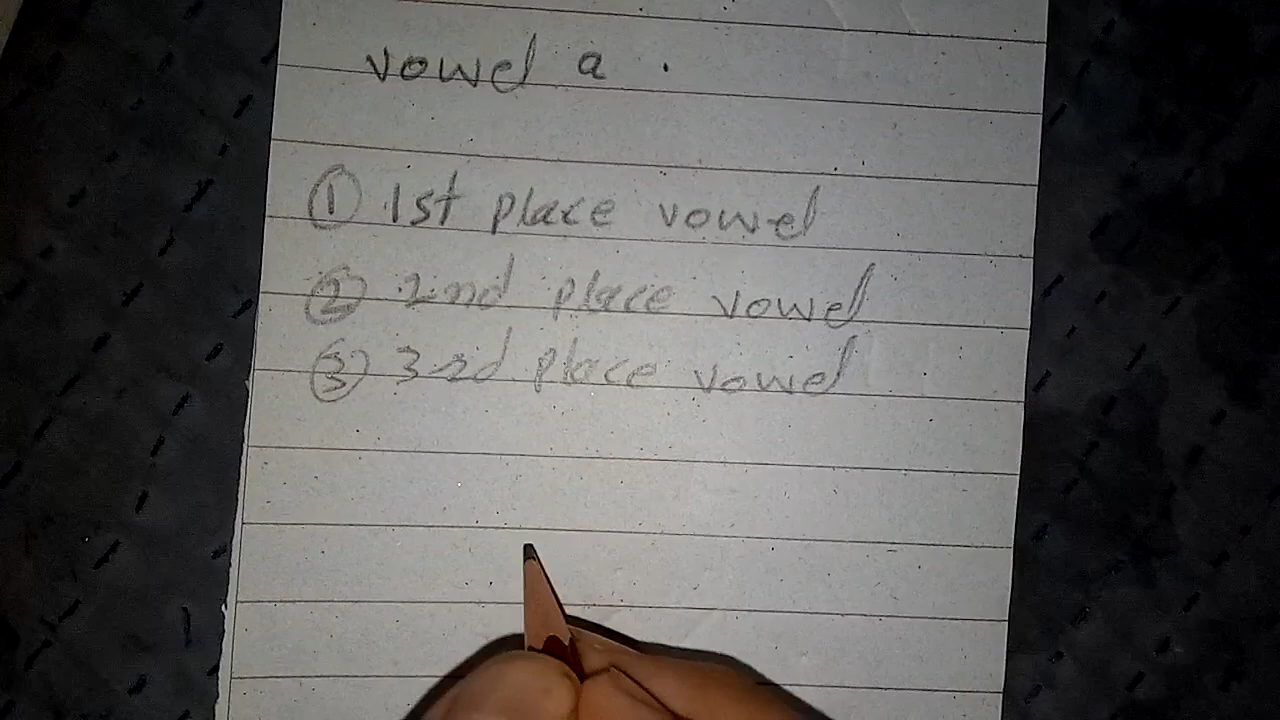 vowel a .
① 1st place vowel
② 2nd place vowel
③ 3rd place vowel